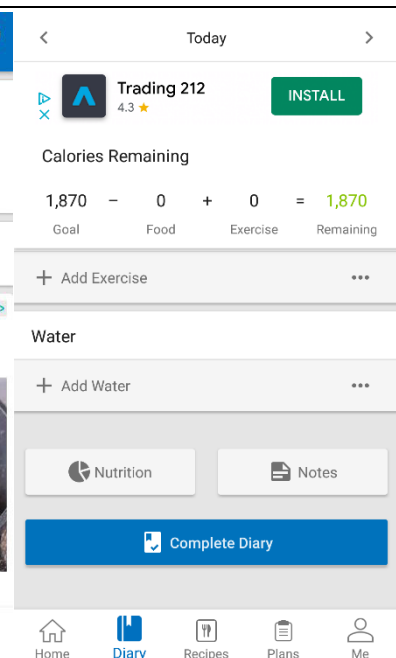 Today
Trading 212
4.3
INSTALL
Calories Remaining
1,870 − 0 + 0 = 1,870
Goal Food Exercise Remaining
+ Add Exercise
Water
+ Add Water
Nutrition
Notes
Complete Diary
Home Diary Recipes Plans Me